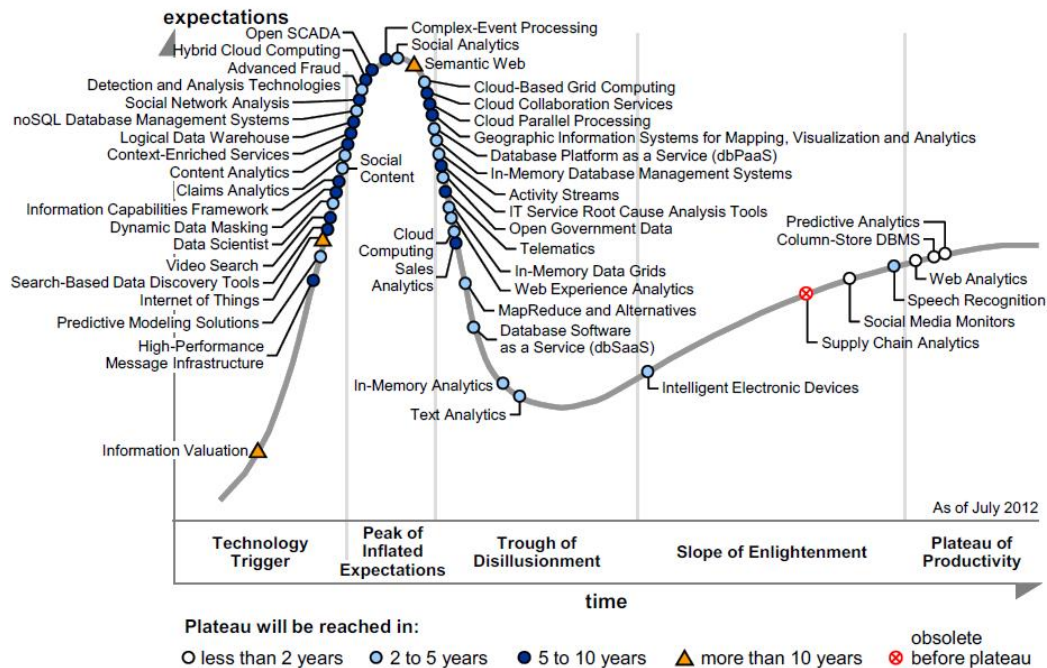 expectations
Open SCADA
Hybrid Cloud Computing
Advanced Fraud
Detection and Analysis Technologies
Social Network Analysis
noSQL Database Management Systems
Logical Data Warehouse
Context-Enriched Services
Content Analytics
Claims Analytics
Information Capabilities Framework
Dynamic Data Masking
Data Scientist
Video Search
Search-Based Data Discovery Tools
Internet of Things
Predictive Modeling Solutions
High-Performance
Message Infrastructure
Information Valuation
Social
Content
Complex-Event Processing
Social Analytics
Semantic Web
Cloud-Based Grid Computing
Cloud Collaboration Services
Cloud Parallel Processing
Geographic Information Systems for Mapping, Visualization and Analytics
Database Platform as a Service (dbPaaS)
In-Memory Database Management Systems
Activity Streams
IT Service Root Cause Analysis Tools
Open Government Data
Telematics
In-Memory Data Grids
Web Experience Analytics
Cloud
Computing
Sales
Analytics
MapReduce and Alternatives
Database Software
as a Service (dbSaaS)
In-Memory Analytics
Text Analytics
Intelligent Electronic Devices
Predictive Analytics
Column-Store DBMS
Web Analytics
Speech Recognition
Social Media Monitors
Supply Chain Analytics
As of July 2012
Technology
Trigger
Peak of
Inflated
Expectations
Trough of
Disillusionment
Slope of Enlightenment
Plateau of
Productivity
time
Plateau will be reached in:
less than 2 years
2 to 5 years
5 to 10 years
more than 10 years
obsolete
before plateau